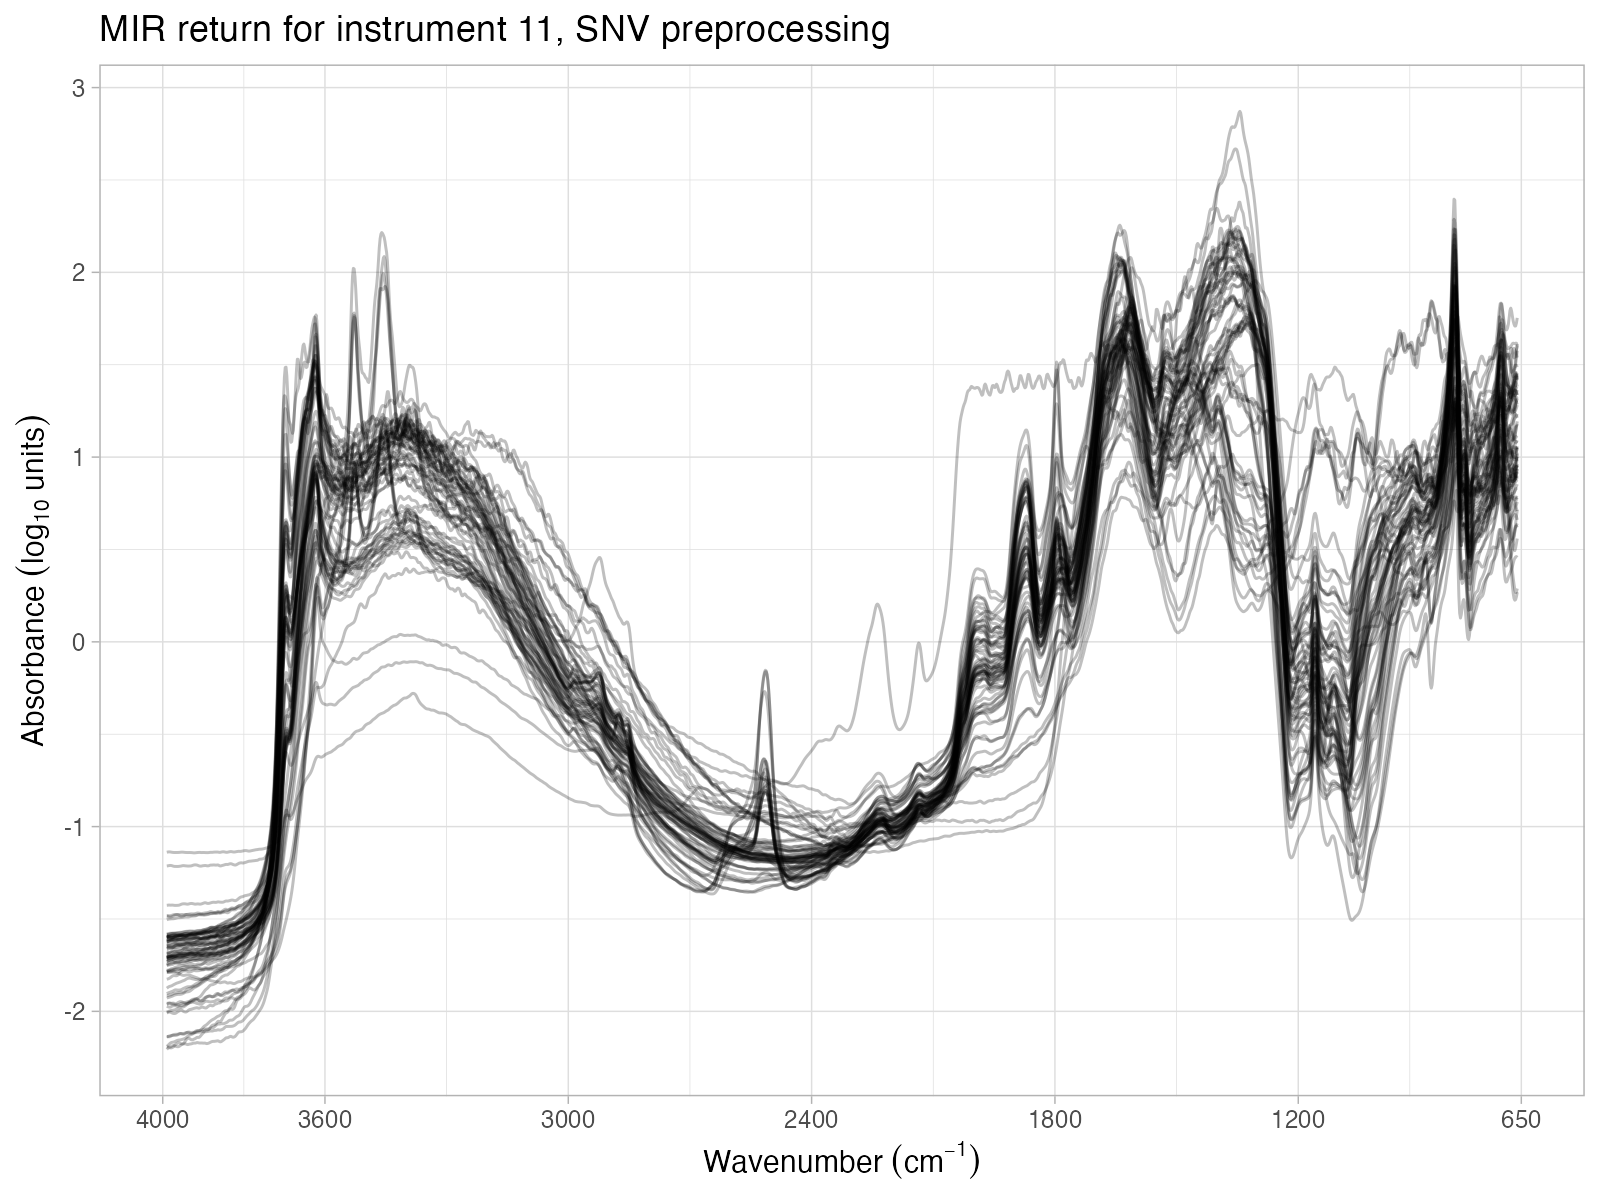 MIR return for instrument 11, SNV preprocessing
3
2
1
0
-1
-2
Absorbance (log10 units)
4000 3600 3000 2400 1800 1200 650
Wavenumber (cm−1)